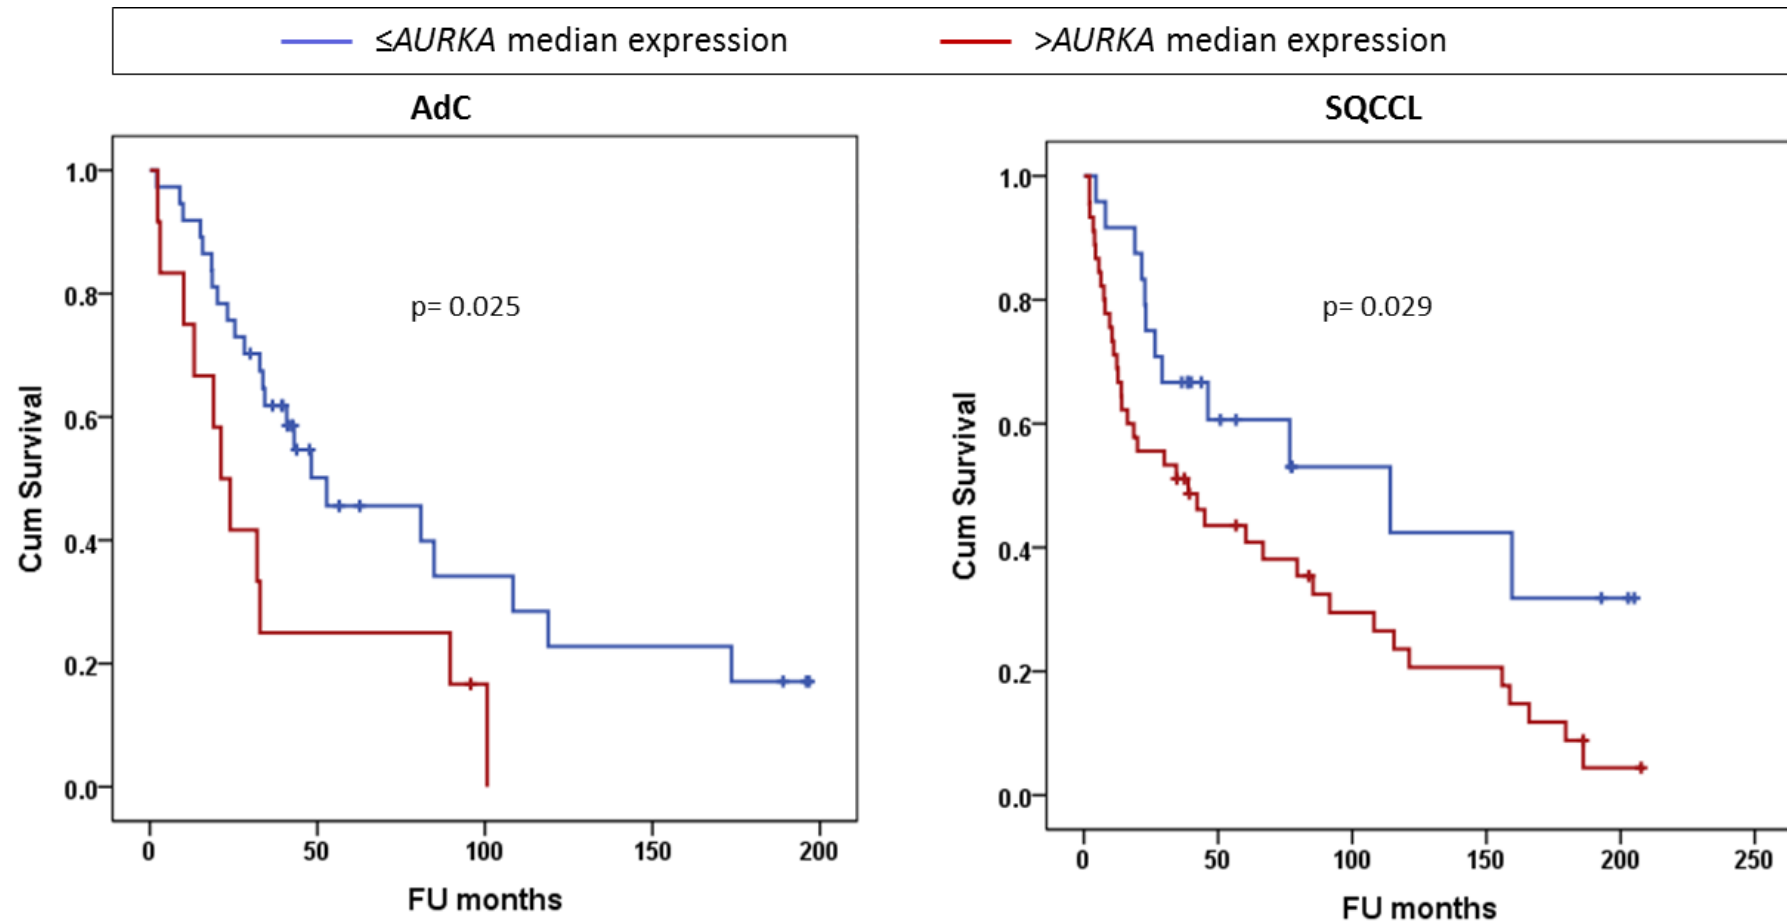 ≤AURKA median expression >AURKA median expression
AdC
SQCCL
Cum Survival
1.0
0.8
0.6
0.4
0.2
0.0
p= 0.025
0 50 100 150 200
FU months
Cum Survival
1.0
0.8
0.6
0.4
0.2
0.0
p= 0.029
0 50 100 150 200 250
FU months